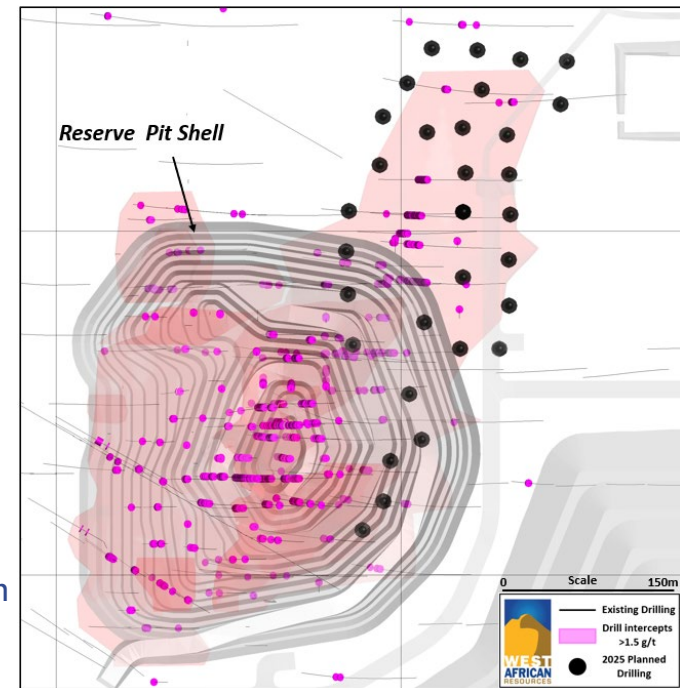 Reserve Pit Shell
n
0 Scale 150m
Existing Drilling
Drill intercepts
>1.5 g/t
2025 Planned
Drilling
WEST
AFRICAN
RESOURCES